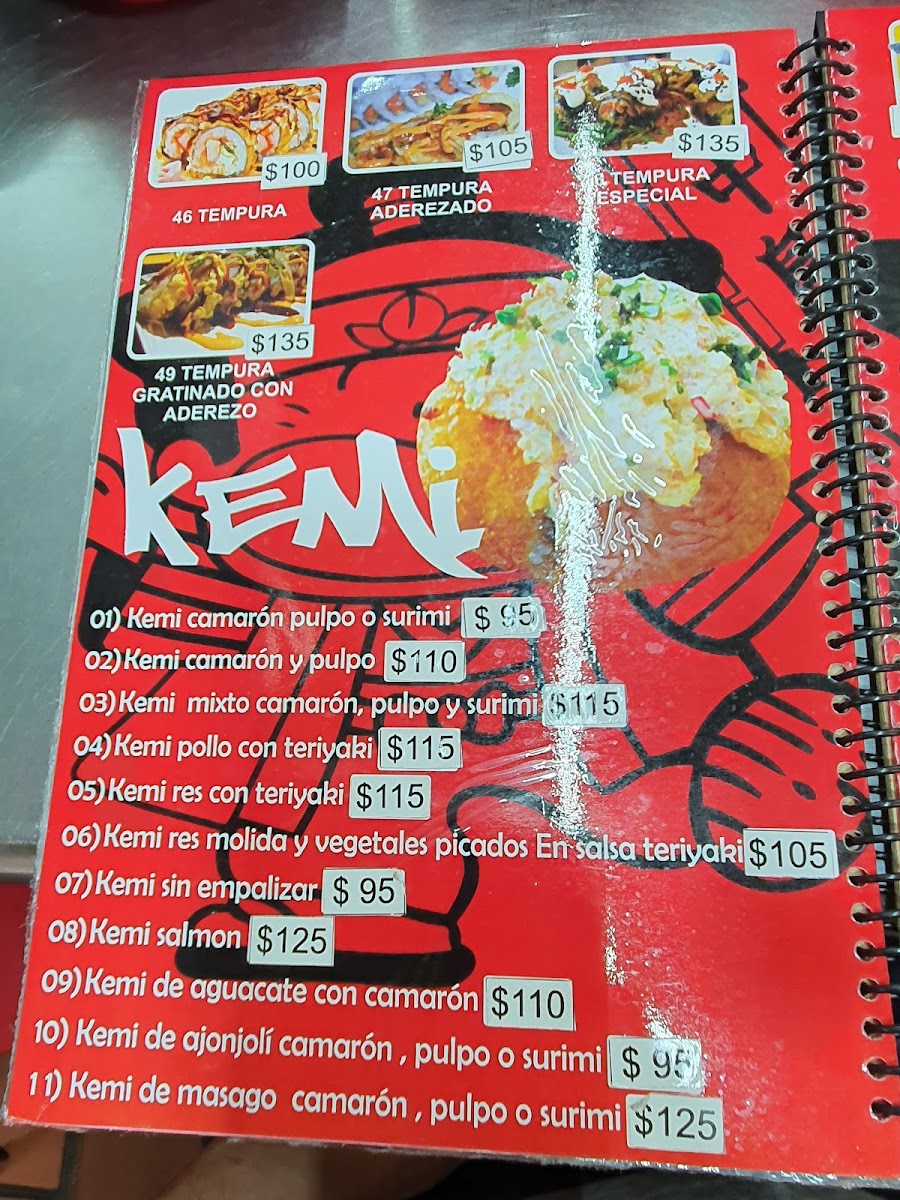 $100
46 TEMPURA
$105
47 TEMPURA
ADEREZADO
$135
TEMPURA
ESPECIAL
$135
49 TEMPURA
GRATINADO CON
ADEREZO
KEMi
01) Kemi camarón pulpo o surimi $ 95
02) Kemi camarón y pulpo $110
03) Kemi mixto camarón, pulpo y surimi $115
04) Kemi pollo con teriyaki $115
05) Kemi res con teriyaki $115
06) Kemi res molida y vegetales picados En salsa teriyaki $105
07) Kemi sin empalizar $ 95
08) Kemi salmon $125
09) Kemi de aguacate con camarón $110
10) Kemi de ajonjolí camarón , pulpo o surimi $ 95
11) Kemi de masago camarón , pulpo o surimi $125